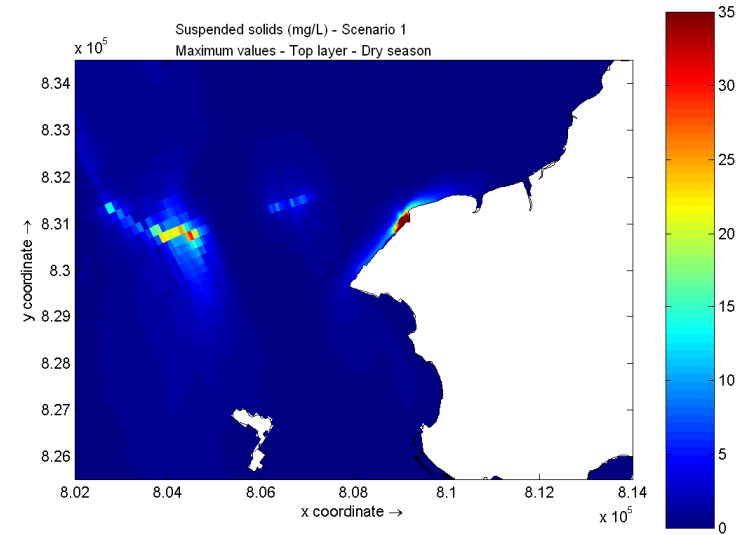 Suspended solids (mg/L) - Scenario 1
Maximum values - Top layer - Dry season
x 10^5
8.34
8.33
8.32
8.31
8.3
8.29
8.28
8.27
8.26
y coordinate →
8.02 8.04 8.06 8.08 8.1 8.12 8.14
x coordinate →
x 10^5
35
30
25
20
15
10
5
0